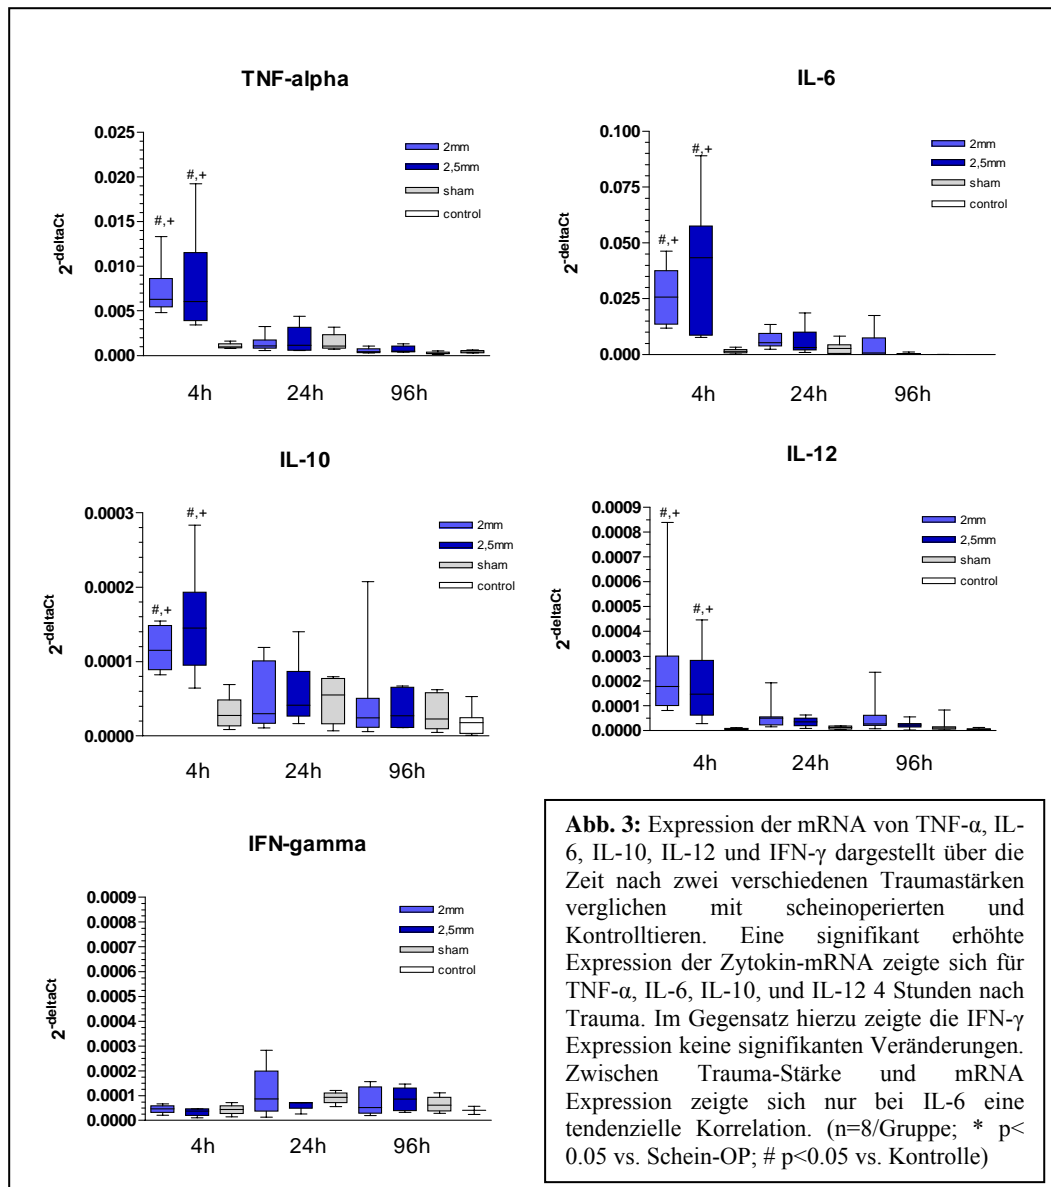 TNF-alpha
0.025
0.020
0.015
0.010
0.005
0.000
2-deltaCt
#,+
#,+
2mm
2,5mm
sham
control
4h 24h 96h
IL-6
0.100
0.075
0.050
0.025
0.000
2-deltaCt
#,+
#,+
2mm
2,5mm
sham
control
4h 24h 96h
IL-10
0.0003
0.0002
0.0001
0.0000
2-deltaCt
#,+
#,+
2mm
2,5mm
sham
control
4h 24h 96h
IL-12
0.0009
0.0008
0.0007
0.0006
0.0005
0.0004
0.0003
0.0002
0.0001
0.0000
2-deltaCt
#,+
#,+
2mm
2,5mm
sham
control
4h 24h 96h
IFN-gamma
0.0009
0.0008
0.0007
0.0006
0.0005
0.0004
0.0003
0.0002
0.0001
0.0000
2-deltaCt
2mm
2,5mm
sham
control
4h 24h 96h
Abb. 3: Expression der mRNA von TNF-α, IL-
6, IL-10, IL-12 und IFN-γ dargestellt über die
Zeit nach zwei verschiedenen Traumastärken
verglichen mit scheinoperierten und
Kontrolltieren. Eine signifikant erhöhte
Expression der Zytokin-mRNA zeigte sich für
TNF-α, IL-6, IL-10, und IL-12 4 Stunden nach
Trauma. Im Gegensatz hierzu zeigte die IFN-γ
Expression keine signifikanten Veränderungen.
Zwischen Trauma-Stärke und mRNA
Expression zeigte sich nur bei IL-6 eine
tendenzielle Korrelation. (n=8/Gruppe; * p<
0.05 vs. Schein-OP; # p<0.05 vs. Kontrolle)